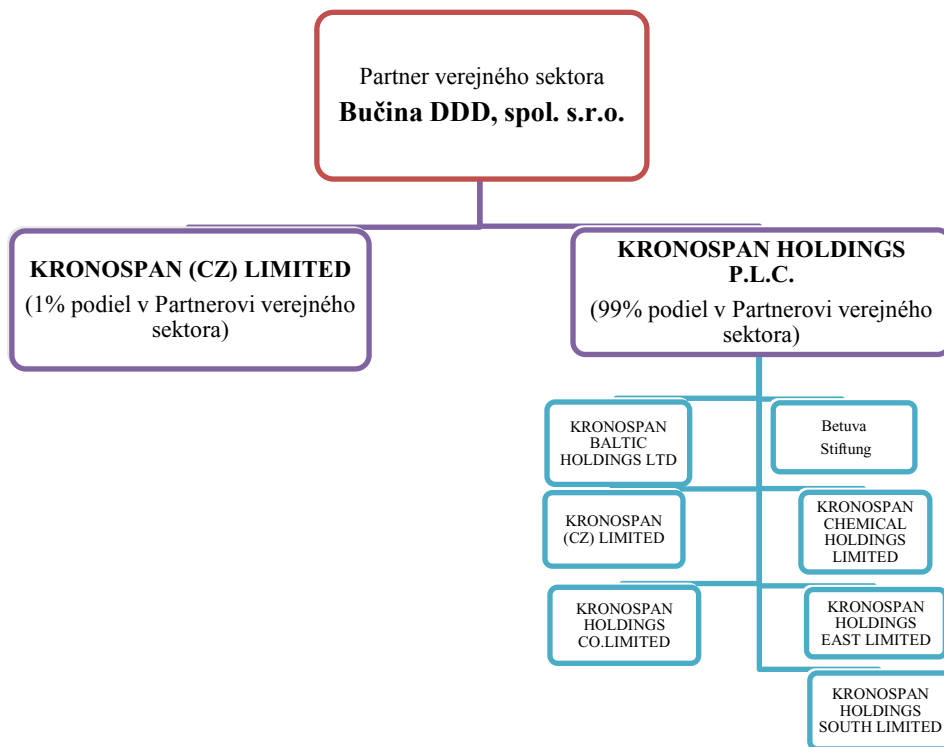 Partner verejného sektora
Bučina DDD, spol. s.r.o.
KRONOSPAN (CZ) LIMITED
(1% podiel v Partnerovi verejného
sektora)
KRONOSPAN HOLDINGS
P.L.C.
(99% podiel v Partnerovi verejného
sektora)
KRONOSPAN
BALTIC
HOLDINGS LTD
Betuva
Stiftung
KRONOSPAN
(CZ) LIMITED
KRONOSPAN
CHEMICAL
HOLDINGS
LIMITED
KRONOSPAN
HOLDINGS
CO.LIMITED
KRONOSPAN
HOLDINGS
EAST LIMITED
KRONOSPAN
HOLDINGS
SOUTH LIMITED